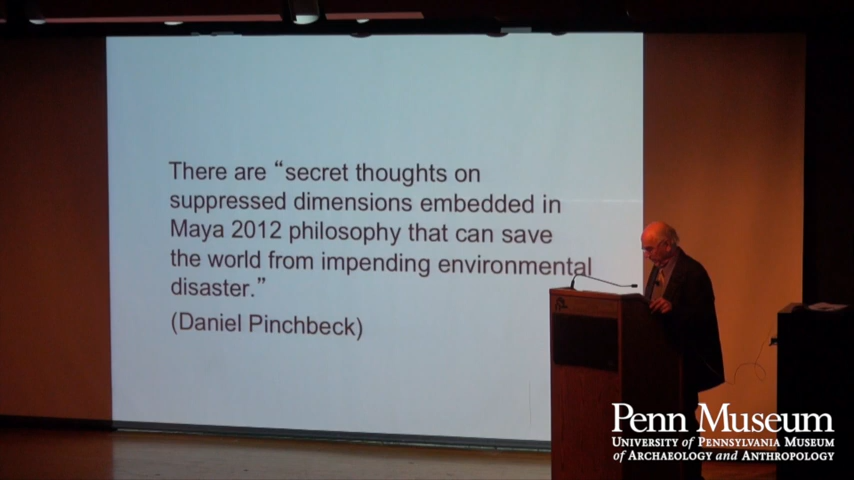 There are “secret thoughts on
suppressed dimensions embedded in
Maya 2012 philosophy that can save
the world from impending environmental
disaster.”
(Daniel Pinchbeck)
Penn Museum
University of Pennsylvania Museum
of Archaeology and Anthropology